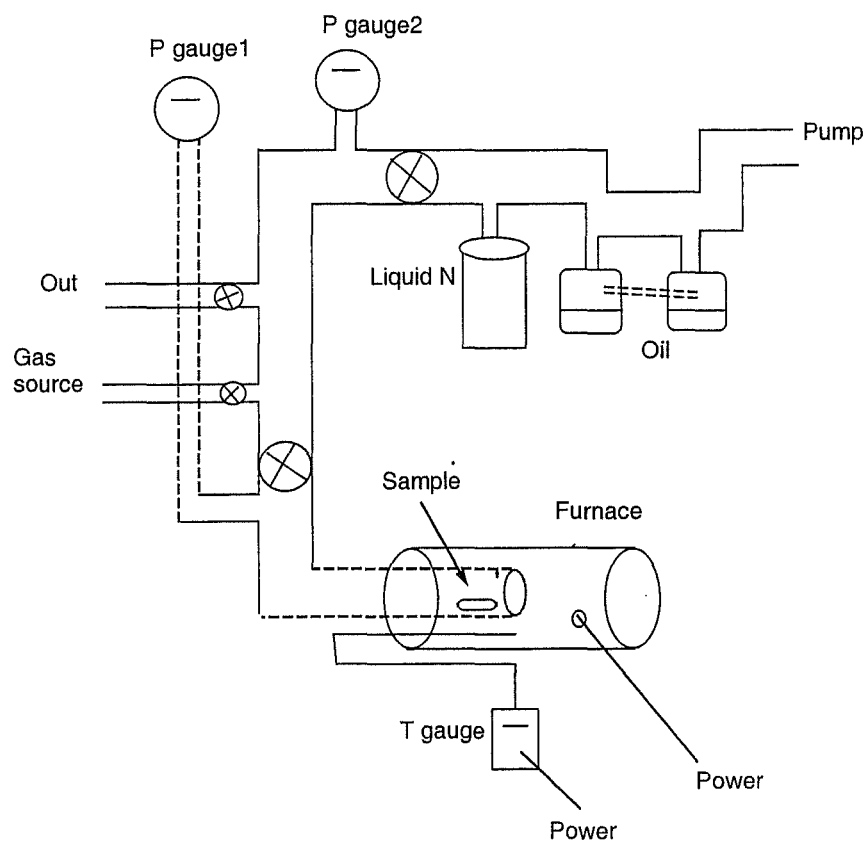 P gauge1
P gauge2
Pump
Out
Liquid N
Oil
Gas
source
Sample
Furnace
T gauge
Power
Power